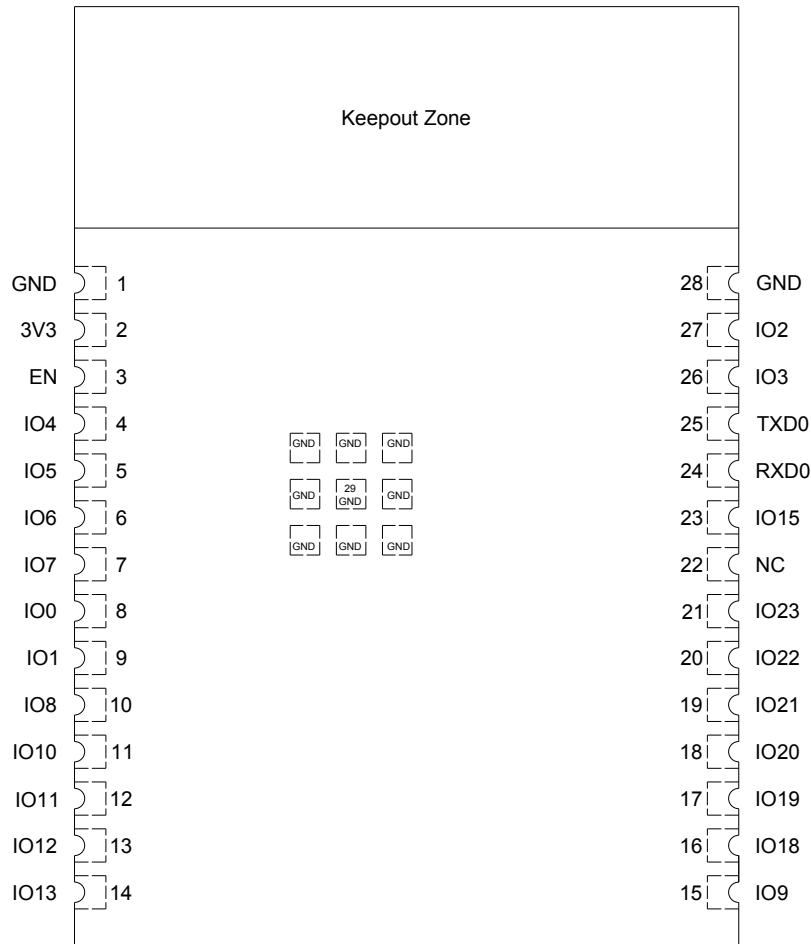 Keepout Zone
GND 1 28 GND
3V3 2 27 IO2
EN 3 26 IO3
IO4 4 25 TXD0
GND GND GND
IO5 5 24 RXD0
GND 29 GND GND
IO6 6 23 IO15
GND GND GND
IO7 7 22 NC
IO0 8 21 IO23
IO1 9 20 IO22
IO8 10 19 IO21
IO10 11 18 IO20
IO11 12 17 IO19
IO12 13 16 IO18
IO13 14 15 IO9